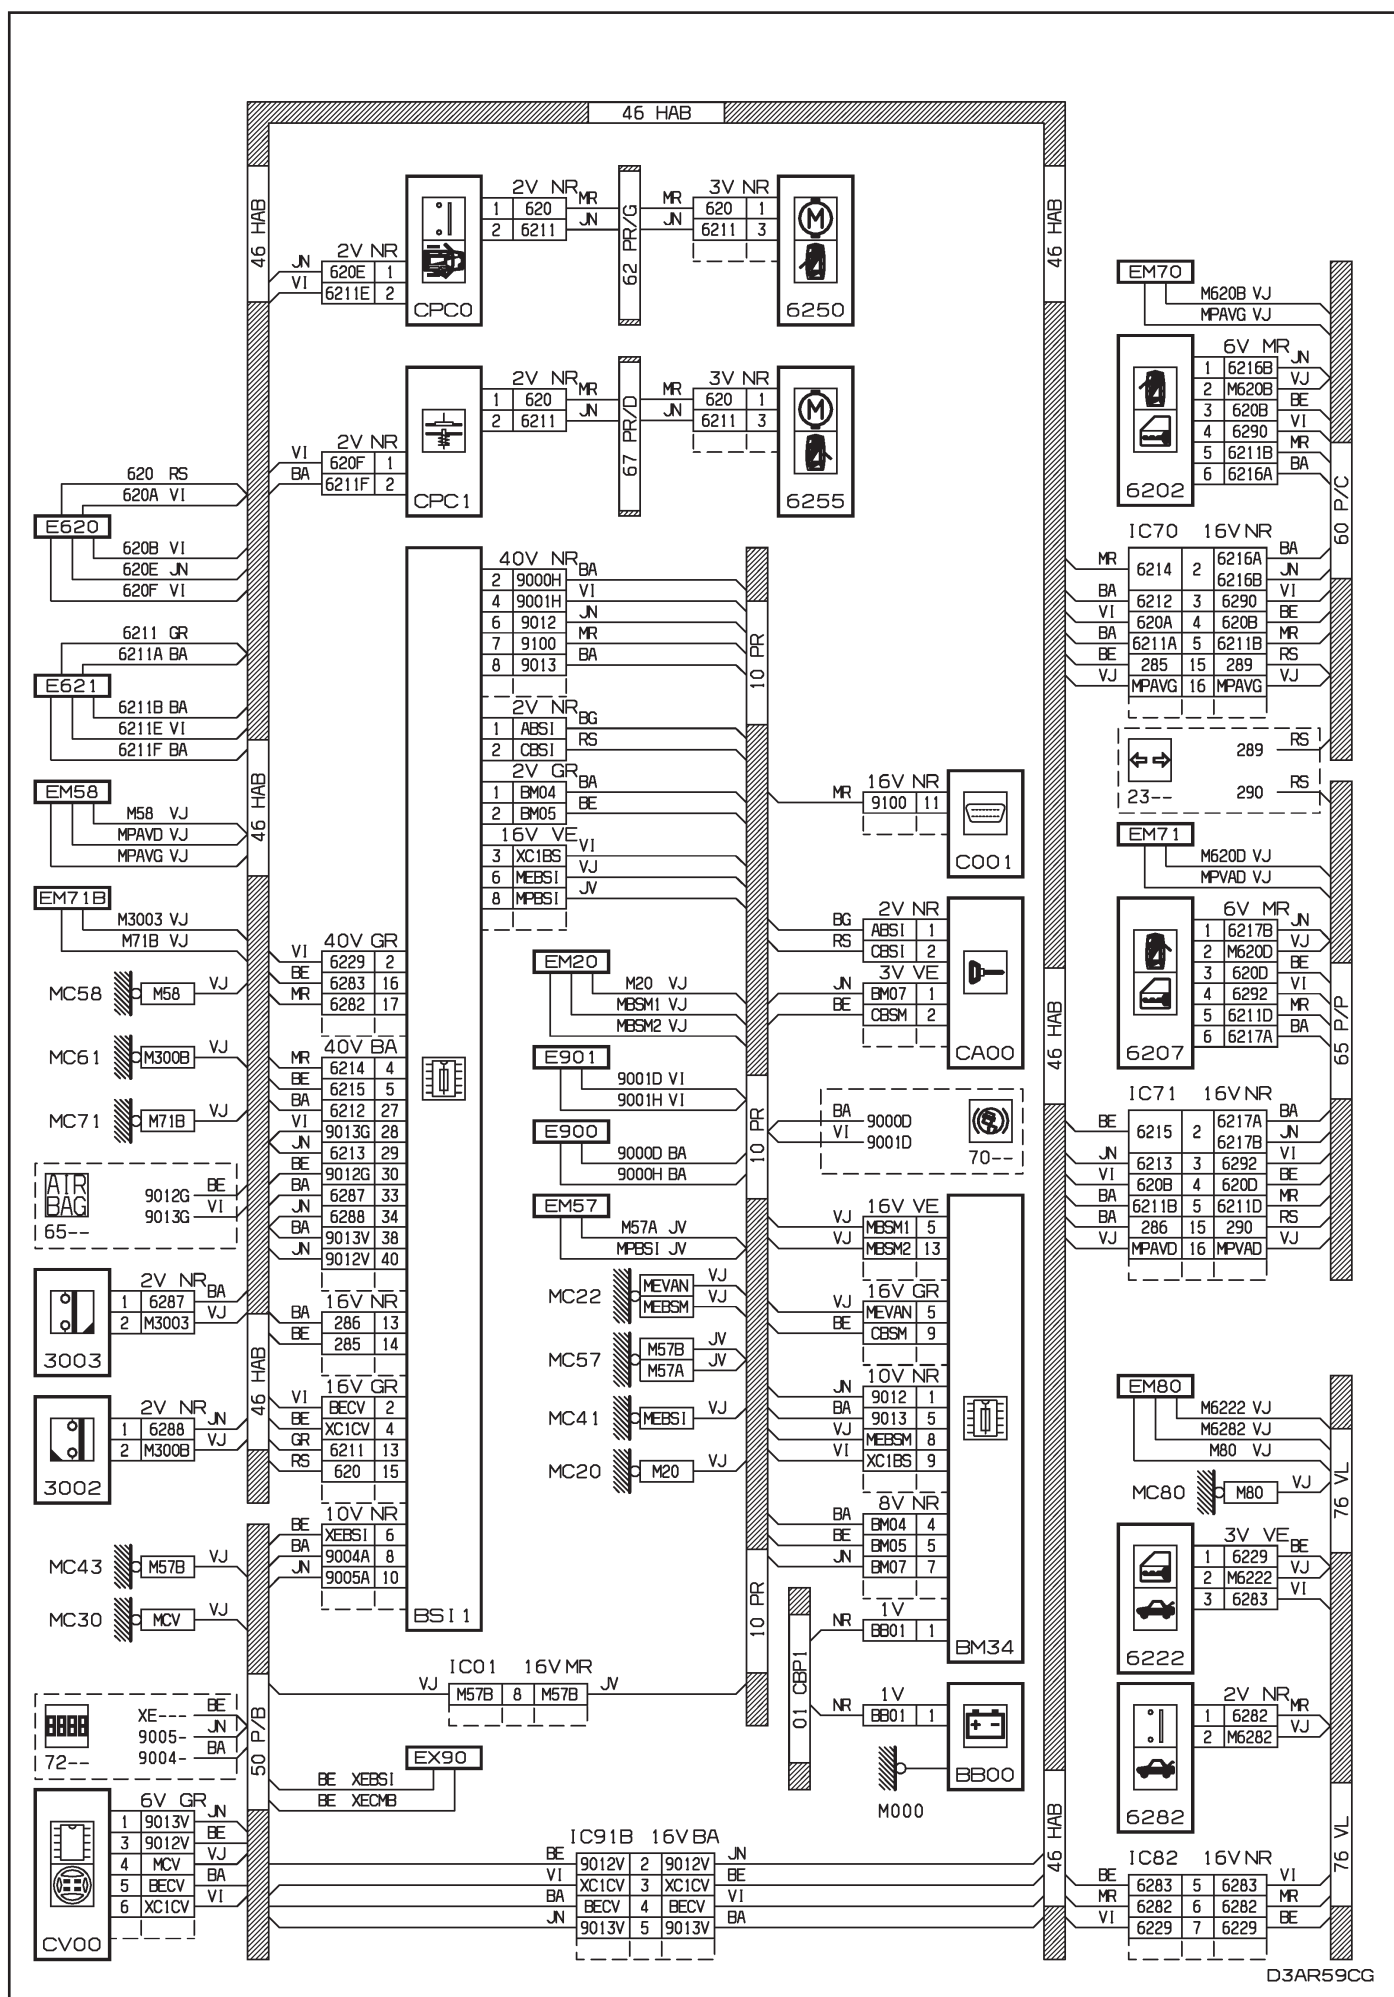 46 HAB
46 HAB
46 HAB
2V NR
1 620 MR
2 6211 JN
62 PR/G
3V NR
MR 620 1
JN 6211 3
2V NR
JN 620E 1
VI 6211E 2
CPC0
6250
2V NR
1 620 MR
2 6211 JN
67 PR/D
3V NR
MR 620 1
JN 6211 3
2V NR
VI 620F 1
BA 6211F 2
CPC1
6255
620 RS
620A VI
E620
620B VI
620E JN
620F VI
6211 GR
6211A BA
E621
6211B BA
6211E VI
6211F BA
46 HAB
EM58
M58 VJ
MPAVD VJ
MPAVG VJ
EM71B
M3003 VJ
M71B VJ
MC58 M58 VJ
MC61 M300B VJ
MC71 M71B VJ
AIR
BAG
65--
9012G BE
9013G VI
2V NR
1 6287 BA
2 M3003 VJ
3003
46 HAB
2V NR
1 6288 JN
2 M300B VJ
3002
MC43 M57B VJ
MC30 MCV VJ
8888
72--
XE--- BE
9005- JN
9004- BA
50 P/B
6V GR
1 9013V JN
3 9012V BE
4 MCV VJ
5 BECV BA
6 XC1CV VI
CV00
40V NR
2 9000H BA
4 9001H VI
6 9012 JN
7 9100 MR
8 9013 BA
2V NR
1 ABSI BG
2 CBSI RS
2V GR
1 BM04 BA
2 BM05 BE
16V VE
3 XC1BS VI
6 MEBSI VJ
8 MPBSI JV
40V GR
VI 6229 2
BE 6283 16
MR 6282 17
40V BA
MR 6214 4
BE 6215 5
BA 6212 27
VI 9013G 28
JN 6213 29
BE 9012G 30
BA 6287 33
JN 6288 34
BA 9013V 38
JN 9012V 40
16V NR
BA 286 13
BE 285 14
16V GR
VI BECV 2
BE XC1CV 4
GR 6211 13
RS 620 15
10V NR
BE XEBSI 6
BA 9004A 8
JN 9005A 10
BSI1
10 PR
EM20
M20 VJ
MBSM1 VJ
MBSM2 VJ
E901
9001D VI
9001H VI
E900
9000D BA
9000H BA
10 PR
EM57
M57A JV
MPBSI JV
MC22 MEVAN VJ
MEBSM VJ
MC57 M57B JV
M57A JV
MC41 MEBSI VJ
MC20 M20 VJ
10 PR
IC01 16V MR
VJ M57B 8 M57B JV
EX90
BE XEBSI
BE XECMB
IC91B 16V BA
BE 9012V 2 9012V JN
VI XC1CV 3 XC1CV BE
BA BECV 4 BECV VI
JN 9013V 5 9013V BA
16V NR
MR 9100 11
C001
2V NR
BG ABSI 1
RS CBSI 2
3V VE
JN BM07 1
BE CBSM 2
CA00
BA 9000D
VI 9001D
70--
16V VE
VJ MBSM1 5
VJ MBSM2 13
16V GR
VJ MEVAN 5
BE CBSM 9
10V NR
JN 9012 1
BA 9013 5
VJ MEBSM 8
VI XC1BS 9
8V NR
BA BM04 4
BE BM05 5
JN BM07 7
1V
NR BB01 1
BM34
01 CBP1
1V
NR BB01 1
BB00
M000
46 HAB
46 HAB
EM70
M620B VJ
MPAVG VJ
6V MR
1 6216B JN
2 M620B VJ
3 620B BE
4 6290 VI
5 6211B MR
6 6216A BA
6202
60 P/C
IC70 16V NR
MR 6214 2 6216A BA
6216B JN
BA 6212 3 6290 VI
VI 620A 4 620B BE
BA 6211A 5 6211B MR
BE 285 15 289 RS
VJ MPAVG 16 MPAVG VJ
23--
289 RS
290 RS
EM71
M620D VJ
MPVAD VJ
6V MR
1 6217B JN
2 M620D VJ
3 620D BE
4 6292 VI
5 6211D MR
6 6217A BA
6207
65 P/P
IC71 16V NR
BE 6215 2 6217A BA
6217B JN
JN 6213 3 6292 VI
VI 620B 4 620D BE
BA 6211B 5 6211D MR
BA 286 15 290 RS
VJ MPAVD 16 MPVAD VJ
EM80
M6222 VJ
M6282 VJ
M80 VJ
MC80 M80 VJ
76 VL
3V VE
1 6229 BE
2 M6222 VJ
3 6283 VI
6222
2V NR
1 6282 MR
2 M6282 VJ
6282
76 VL
IC82 16V NR
BE 6283 5 6283 VI
MR 6282 6 6282 MR
VI 6229 7 6229 BE
D3AR59CG